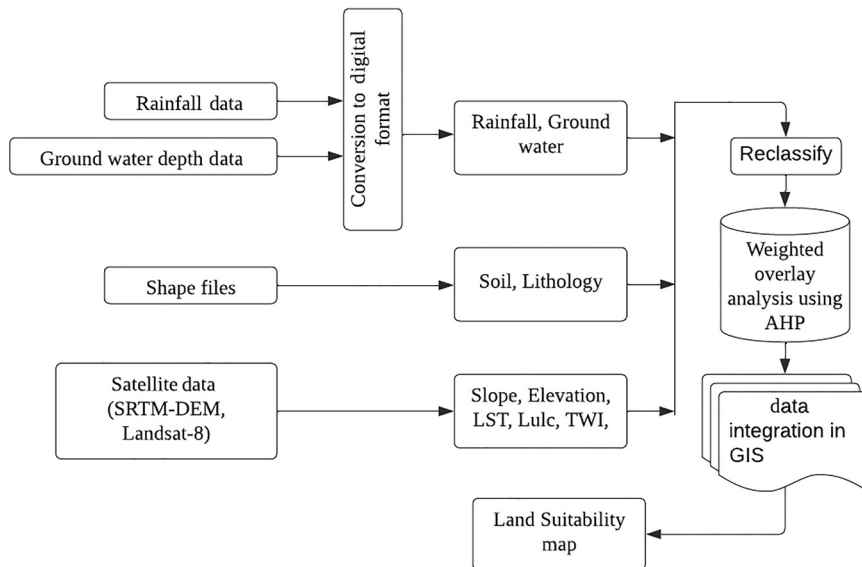 Rainfall data
Ground water depth data
Conversion to digital
format
Rainfall, Ground
water
Reclassify
Weighted
overlay
analysis using
AHP
Shape files
Soil, Lithology
Satellite data
(SRTM-DEM,
Landsat-8)
Slope, Elevation,
LST, Lulc, TWI,
data
integration in
GIS
Land Suitability
map